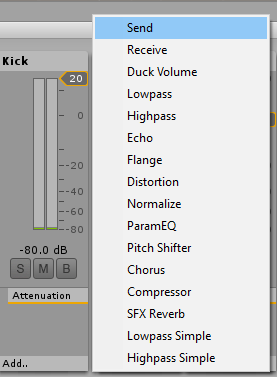 Kick
20
0
-20
-40
-60
-80
-80.0 dB
S M B
Attenuation
Add..
Send
Receive
Duck Volume
Lowpass
Highpass
Echo
Flange
Distortion
Normalize
ParamEQ
Pitch Shifter
Chorus
Compressor
SFX Reverb
Lowpass Simple
Highpass Simple